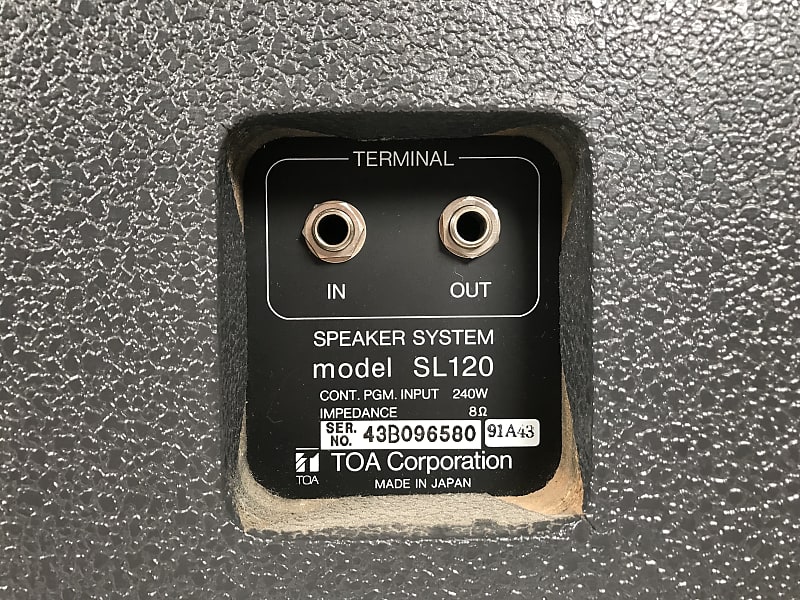 TERMINAL
IN OUT
SPEAKER SYSTEM
model SL120
CONT. PGM. INPUT 240W
IMPEDANCE 8Ω
SER. NO. 43B096580 91A43
TOA TOA Corporation
MADE IN JAPAN